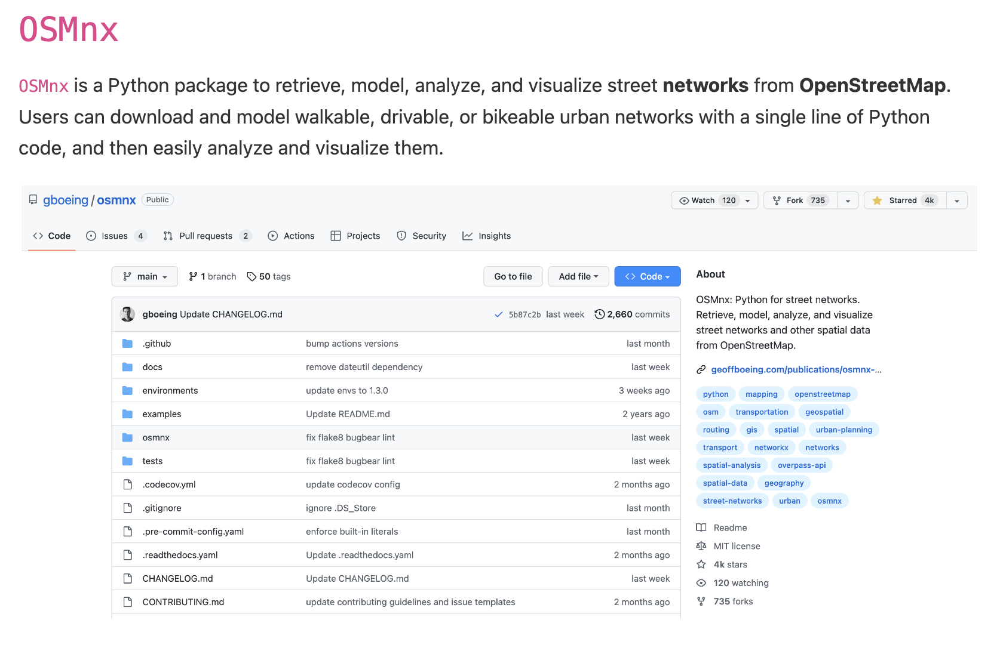 OSMnx
OSMnx is a Python package to retrieve, model, analyze, and visualize street networks from OpenStreetMap.
Users can download and model walkable, drivable, or bikeable urban networks with a single line of Python
code, and then easily analyze and visualize them.
gboeing / osmnx Public Watch 120 Fork 735 Starred 4k
Code Issues 4 Pull requests 2 Actions Projects Security Insights
main 1 branch 50 tags Go to file Add file Code
gboeing Update CHANGELOG.md 5b87c2b last week 2,660 commits
.github bump actions versions last month
docs remove dateutil dependency last week
environments update envs to 1.3.0 3 weeks ago
examples Update README.md 2 years ago
osmnx fix flake8 bugbear lint last week
tests fix flake8 bugbear lint last week
.codecov.yml update codecov config 2 months ago
.gitignore ignore .DS_Store last month
.pre-commit-config.yaml enforce built-in literals last month
.readthedocs.yaml Update .readthedocs.yaml 2 months ago
CHANGELOG.md Update CHANGELOG.md last week
CONTRIBUTING.md update contributing guidelines and issue templates 2 months ago
About
OSMnx: Python for street networks.
Retrieve, model, analyze, and visualize
street networks and other spatial data
from OpenStreetMap.
geoffboeing.com/publications/osmnx-...
python mapping openstreetmap
osm transportation geospatial
routing gis spatial urban-planning
transport networkx networks
spatial-analysis overpass-api
spatial-data geography
street-networks urban osmnx
Readme
MIT license
4k stars
120 watching
735 forks